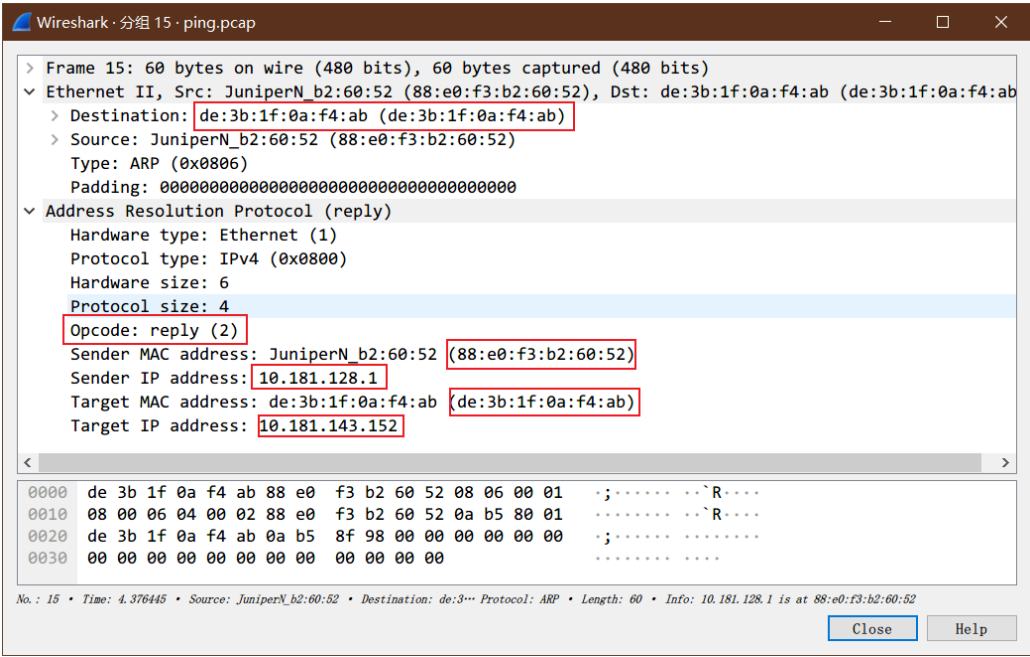 Wireshark · 分组 15 · ping.pcap
Frame 15: 60 bytes on wire (480 bits), 60 bytes captured (480 bits)
Ethernet II, Src: JuniperN_b2:60:52 (88:e0:f3:b2:60:52), Dst: de:3b:1f:0a:f4:ab (de:3b:1f:0a:f4:ab
Destination: de:3b:1f:0a:f4:ab (de:3b:1f:0a:f4:ab)
Source: JuniperN_b2:60:52 (88:e0:f3:b2:60:52)
Type: ARP (0x0806)
Padding: 000000000000000000000000000000000000
Address Resolution Protocol (reply)
Hardware type: Ethernet (1)
Protocol type: IPv4 (0x0800)
Hardware size: 6
Protocol size: 4
Opcode: reply (2)
Sender MAC address: JuniperN_b2:60:52 (88:e0:f3:b2:60:52)
Sender IP address: 10.181.128.1
Target MAC address: de:3b:1f:0a:f4:ab (de:3b:1f:0a:f4:ab)
Target IP address: 10.181.143.152
0000 de 3b 1f 0a f4 ab 88 e0 f3 b2 60 52 08 06 00 01 ·;······ ··`R····
0010 08 00 06 04 00 02 88 e0 f3 b2 60 52 0a b5 80 01 ········ ··`R····
0020 de 3b 1f 0a f4 ab 0a b5 8f 98 00 00 00 00 00 00 ·;······ ········
0030 00 00 00 00 00 00 00 00 00 00 00 00 ········ ····
No.: 15 • Time: 4.376445 • Source: JuniperN_b2:60:52 • Destination: de:3··· Protocol: ARP • Length: 60 • Info: 10.181.128.1 is at 88:e0:f3:b2:60:52
Close Help